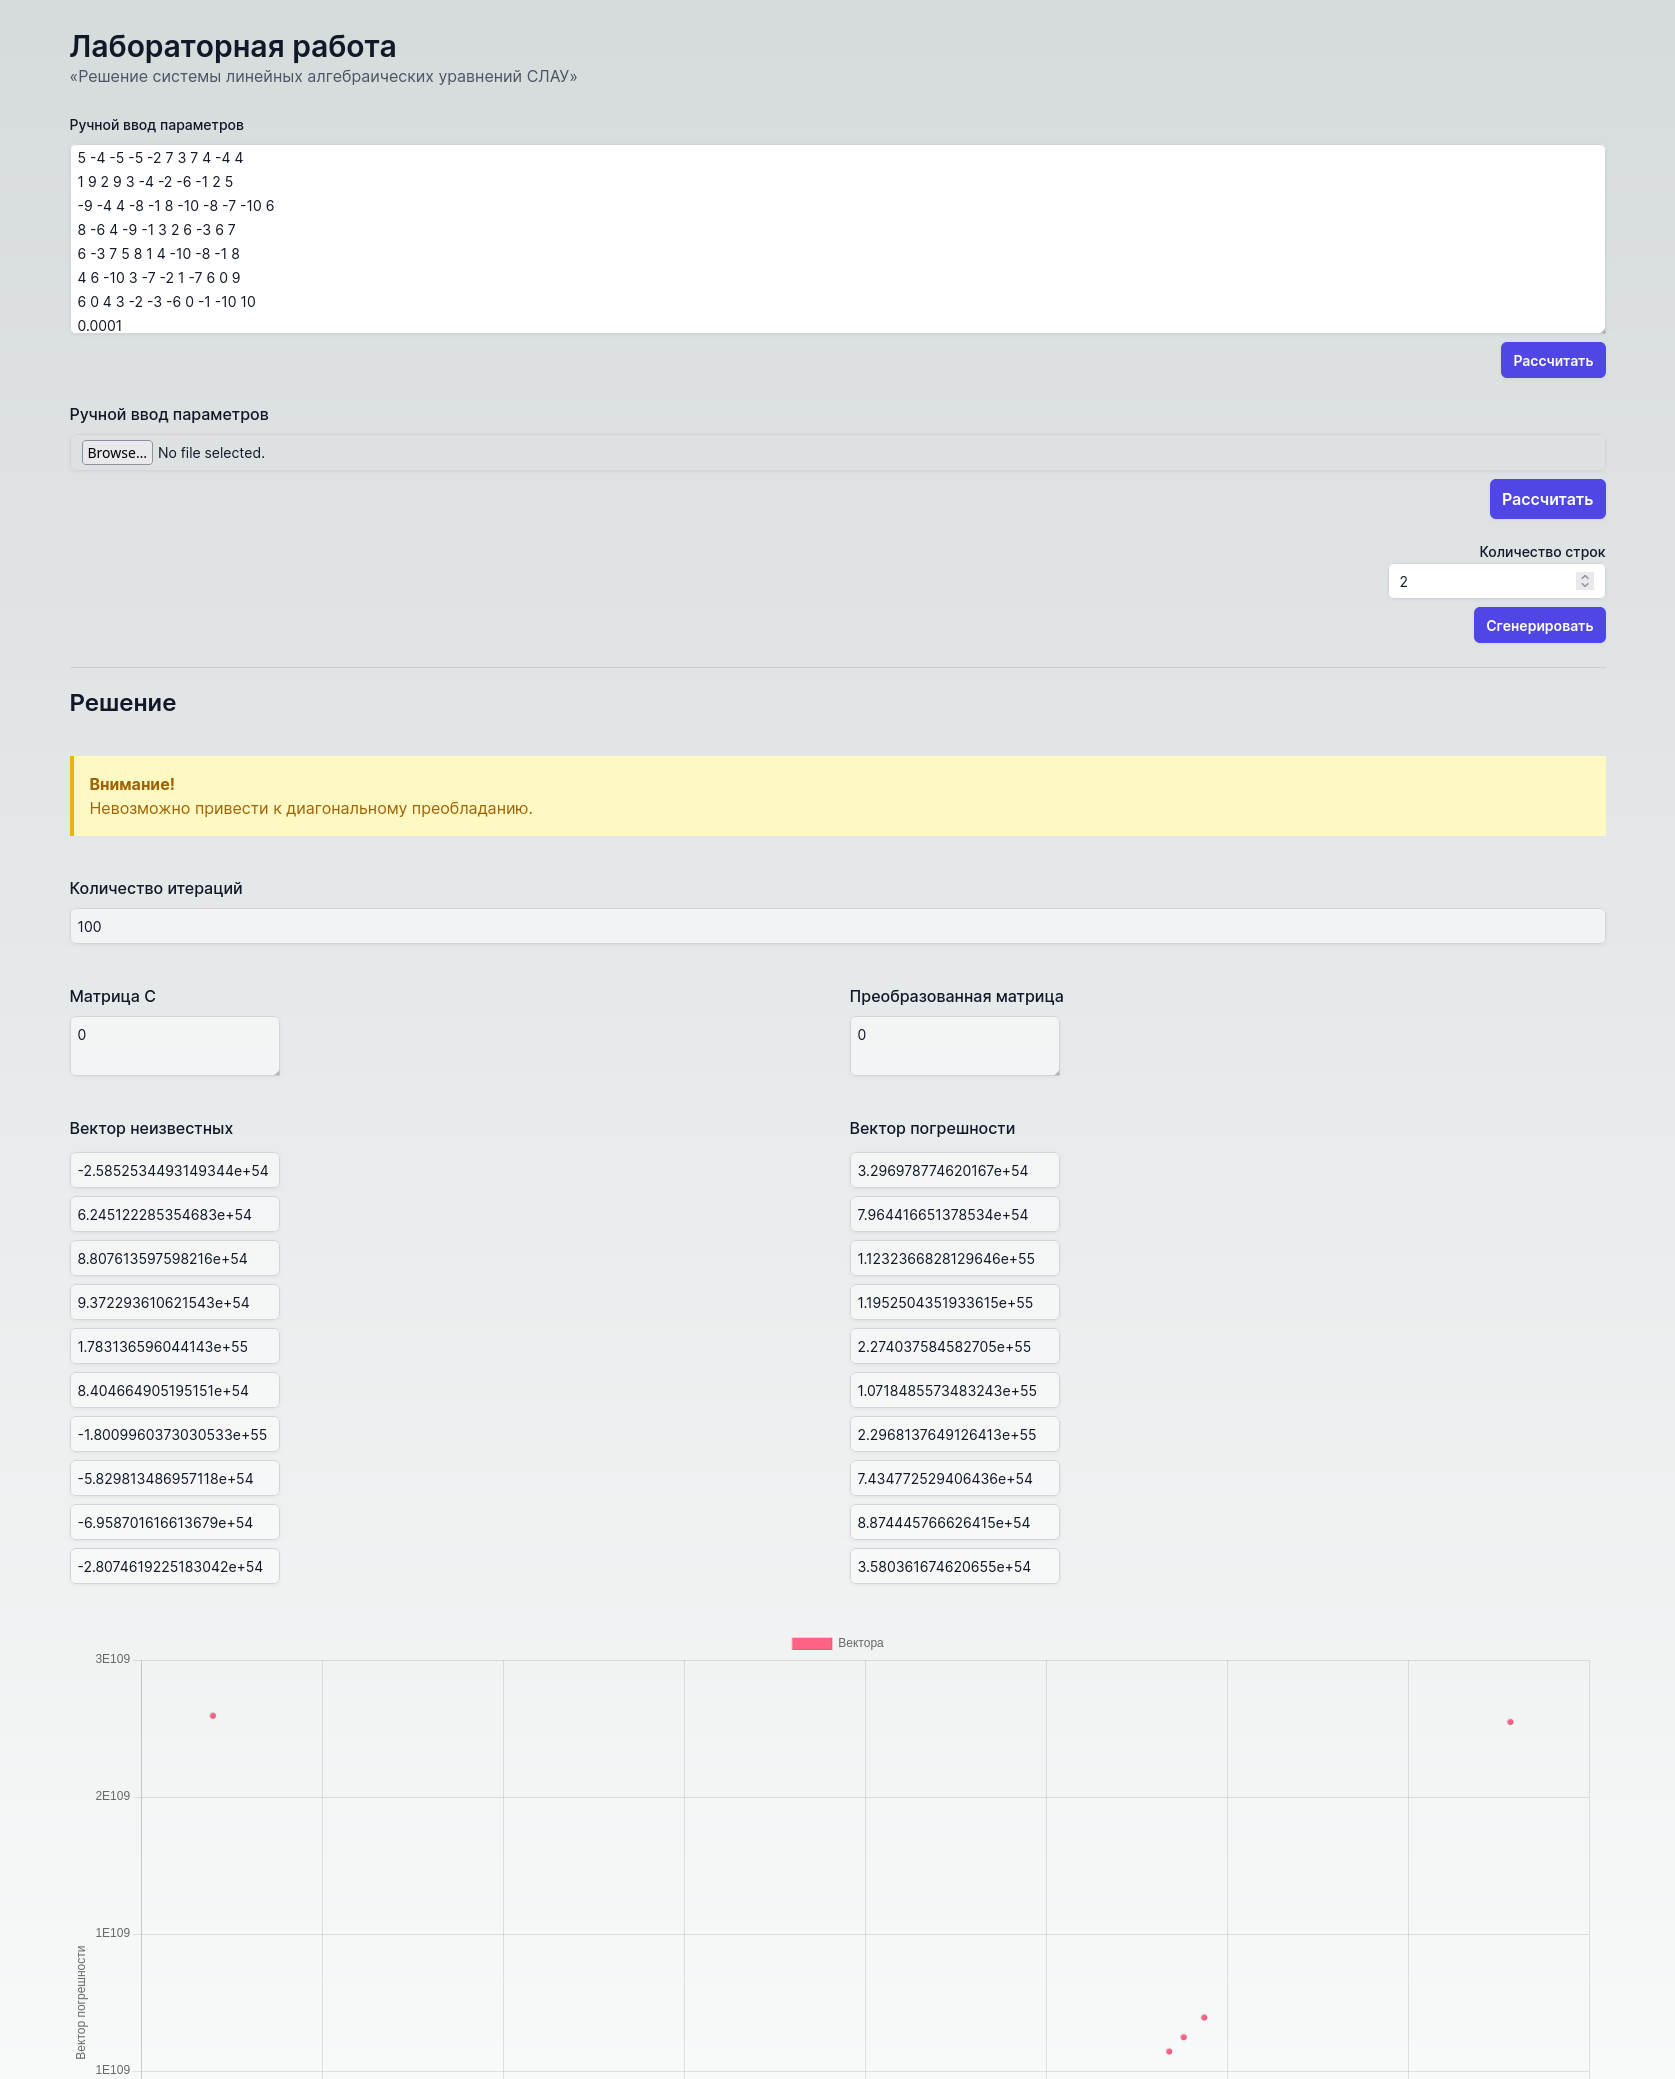 Лабораторная работа
«Решение системы линейных алгебраических уравнений СЛАУ»
Ручной ввод параметров
5 -4 -5 -5 -2 7 3 7 4 -4 4
1 9 2 9 3 -4 -2 -6 -1 2 5
-9 -4 4 -8 -1 8 -10 -8 -7 -10 6
8 -6 4 -9 -1 3 2 6 -3 6 7
6 -3 7 5 8 1 4 -10 -8 -1 8
4 6 -10 3 -7 -2 1 -7 6 0 9
6 0 4 3 -2 -3 -6 0 -1 -10 10
0.0001
Рассчитать
Ручной ввод параметров
Browse... No file selected.
Рассчитать
Количество строк
2
Сгенерировать
Решение
Внимание!
Невозможно привести к диагональному преобладанию.
Количество итераций
100
Матрица C
0
Преобразованная матрица
0
Вектор неизвестных
-2.5852534493149344e+54
6.245122285354683e+54
8.807613597598216e+54
9.372293610621543e+54
1.783136596044143e+55
8.404664905195151e+54
-1.8009960373030533e+55
-5.829813486957118e+54
-6.958701616613679e+54
-2.8074619225183042e+54
Вектор погрешности
3.296978774620167e+54
7.964416651378534e+54
1.1232366828129646e+55
1.1952504351933615e+55
2.274037584582705e+55
1.0718485573483243e+55
2.2968137649126413e+55
7.434772529406436e+54
8.874445766626415e+54
3.580361674620655e+54
Вектора
3E109
2E109
1E109
1E109
Вектор погрешности